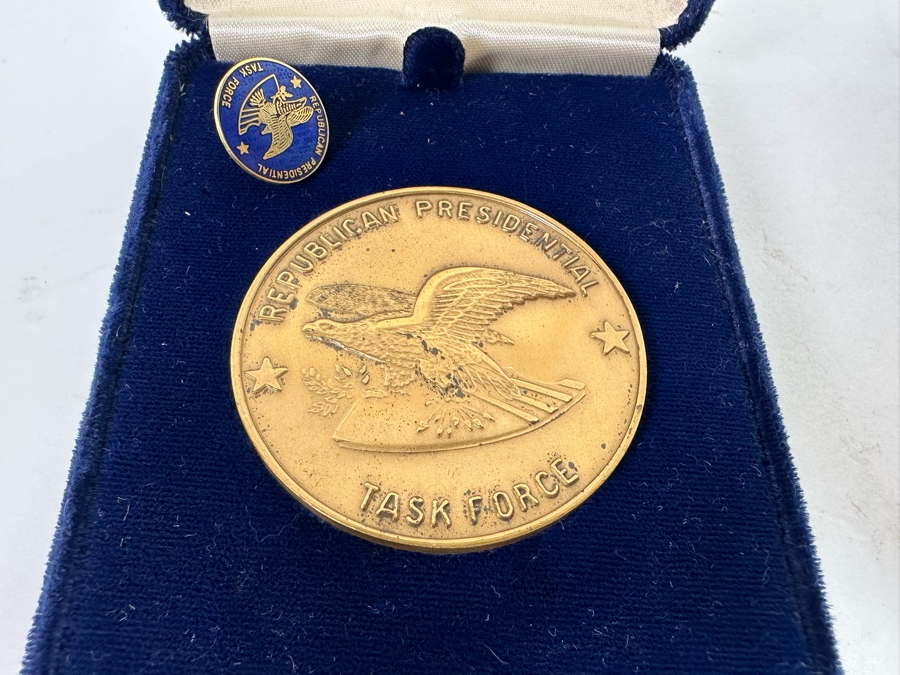 REPUBLICAN PRESIDENTIAL
TASK FORCE
REPUBLICAN PRESIDENTIAL
TASK FORCE